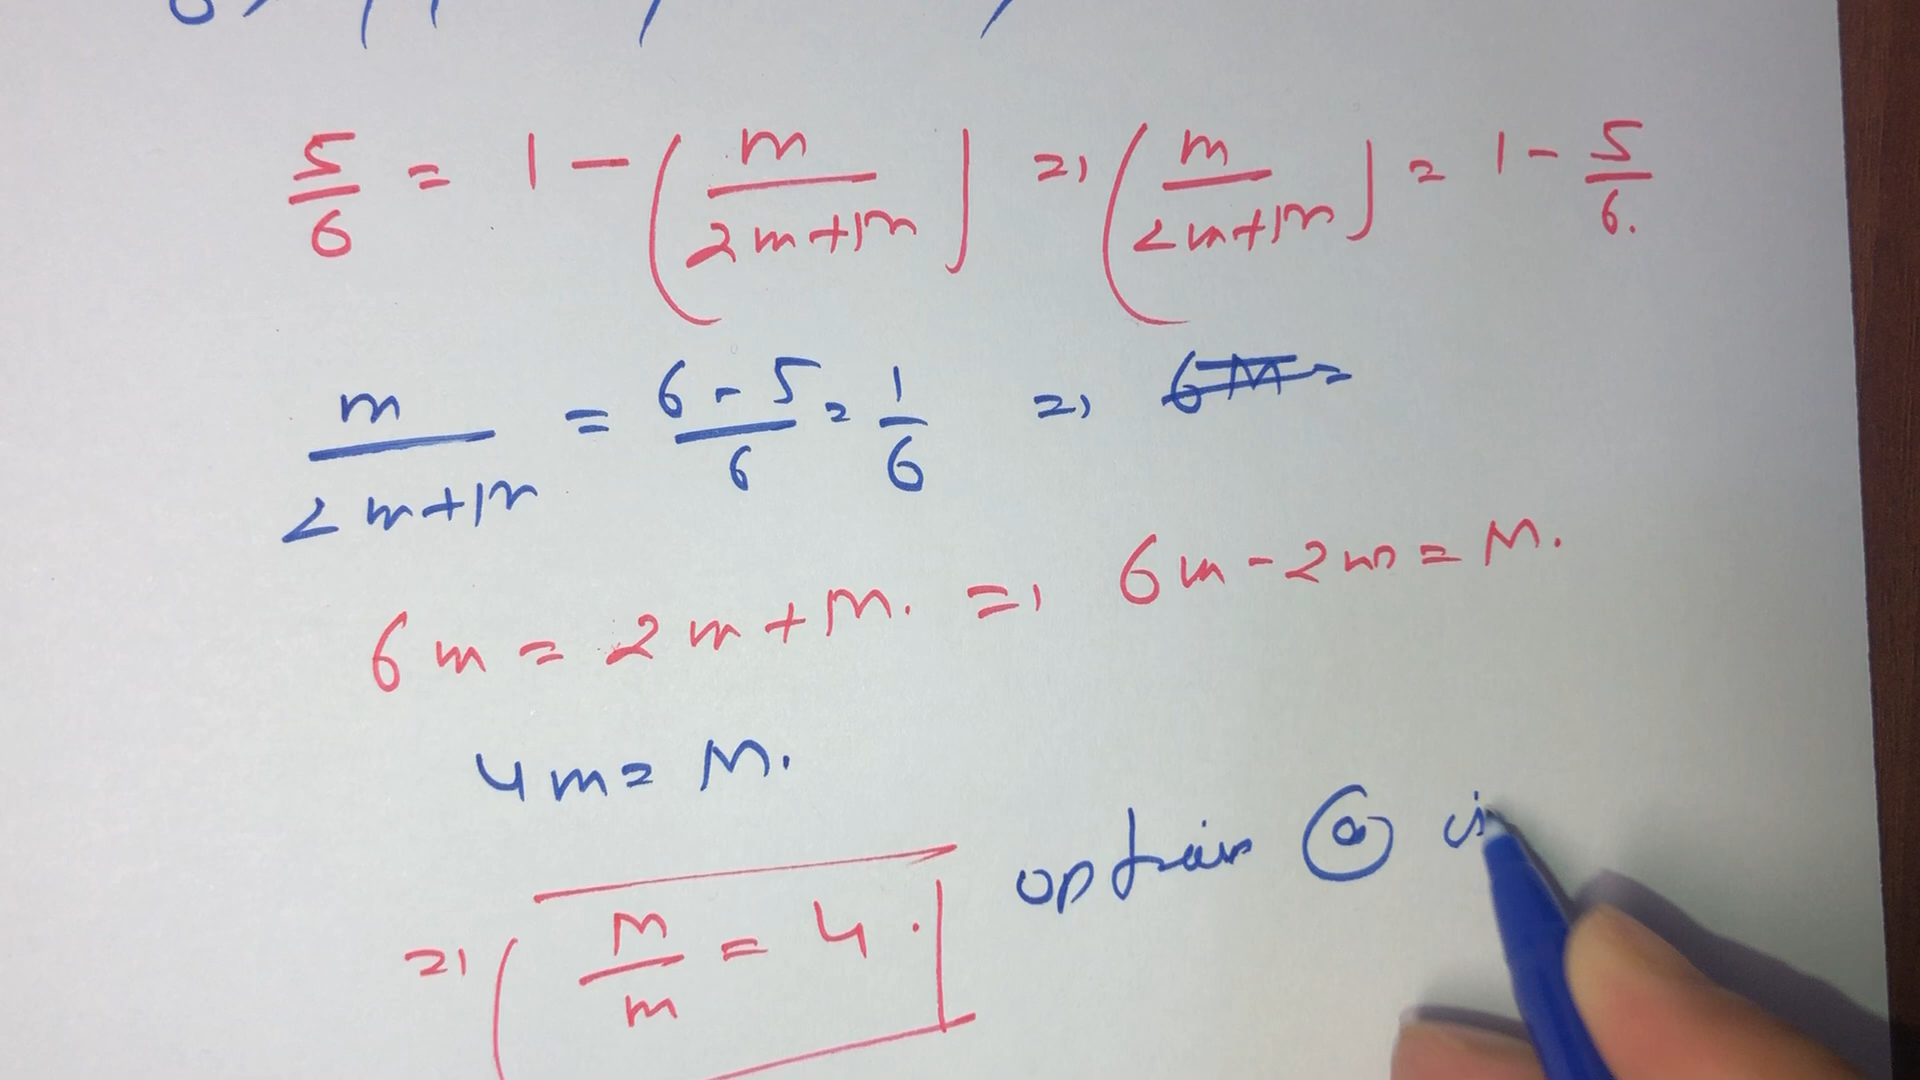 5/6 = 1 - (m/(2m+M)) => (m/(2m+M)) = 1 - 5/6.
m/(2m+M) = (6-5)/6 = 1/6 =>
6m = 2m + M. => 6m - 2m = M.
4m = M.
=> (M/m = 4.) option (a) is